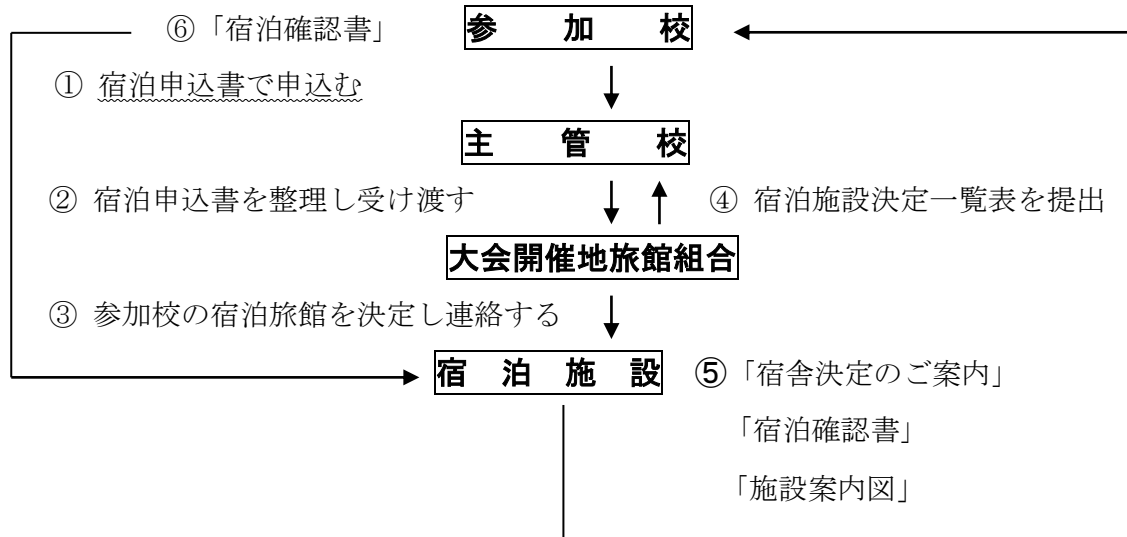 ⑥「宿泊確認書」 参 加 校
① 宿泊申込書で申込む
主 管 校
② 宿泊申込書を整理し受け渡す ④ 宿泊施設決定一覧表を提出
大会開催地旅館組合
③ 参加校の宿泊旅館を決定し連絡する
宿 泊 施 設 ⑤「宿舎決定のご案内」
「宿泊確認書」
「施設案内図」